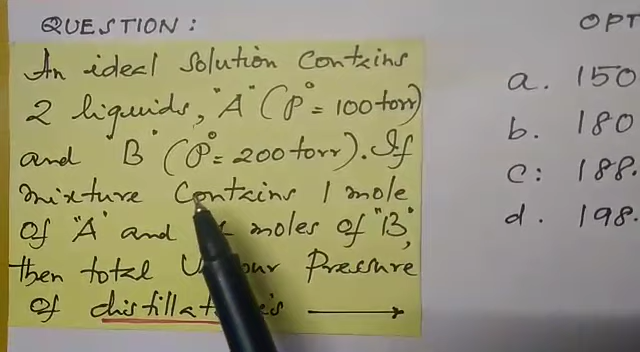 QUESTION:
An ideal solution contains
2 liquids, "A" (P° = 100 torr)
and "B" (P° = 200 torr). If
mixture contains 1 mole
of "A" and moles of "B",
then total Pressure
of is
OPT
a. 150
b. 180
c: 188.
d. 198.